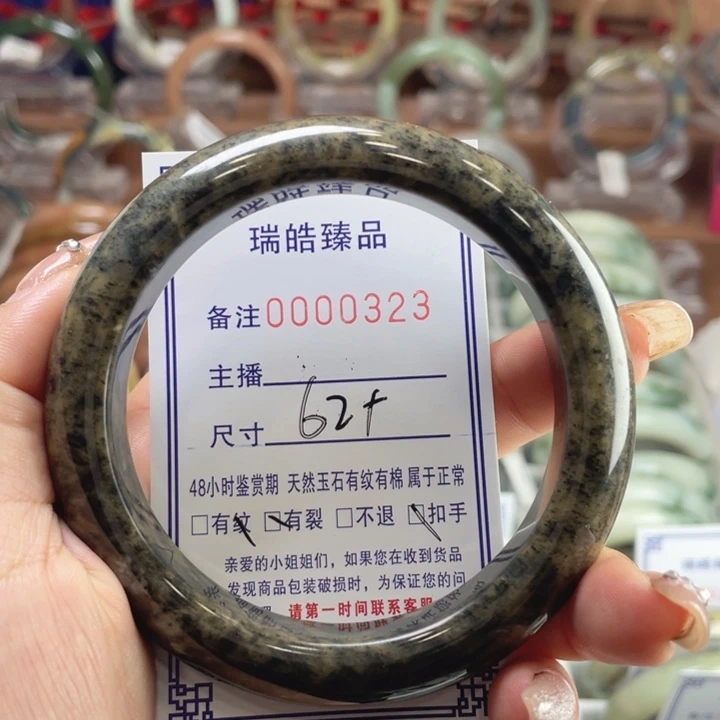 瑞皓臻品
备注0000323
主播
尺寸 62+
48小时鉴赏期 天然玉石有纹有棉 属于正常
□有纹 □有裂 □不退 □扣手
亲爱的小姐姐们，如果您在收到货品
发现商品包装破损时，为保证您的问
请第一时间联系客服